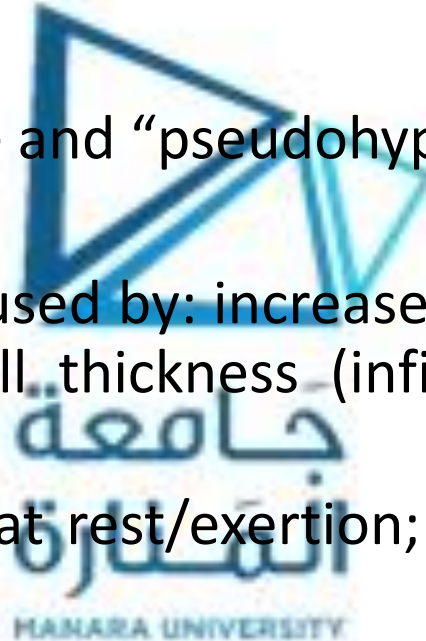 and “pseudohyp
used by: increase
ll thickness (infi
جامعة
at rest/exertion;
المنارة
MANARA UNIVERSITY